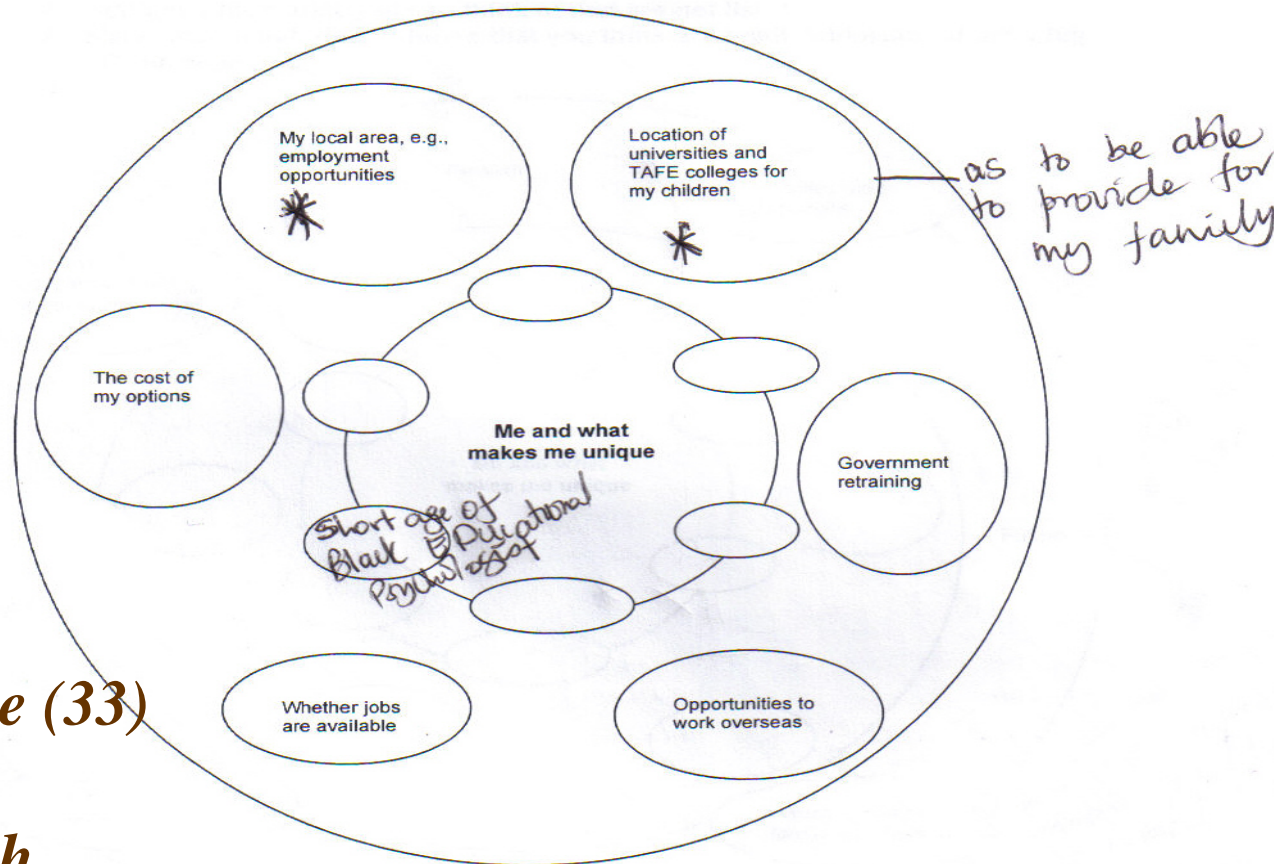 My local area, e.g.,
employment
opportunities
Location of
universities and
TAFE colleges for
my children
as to be able
to provide for
my family
The cost of
my options
Me and what
makes me unique
Government
retraining
Short age of
Black Educational
Psychologist
e (33)
Whether jobs
are available
Opportunities to
work overseas
h